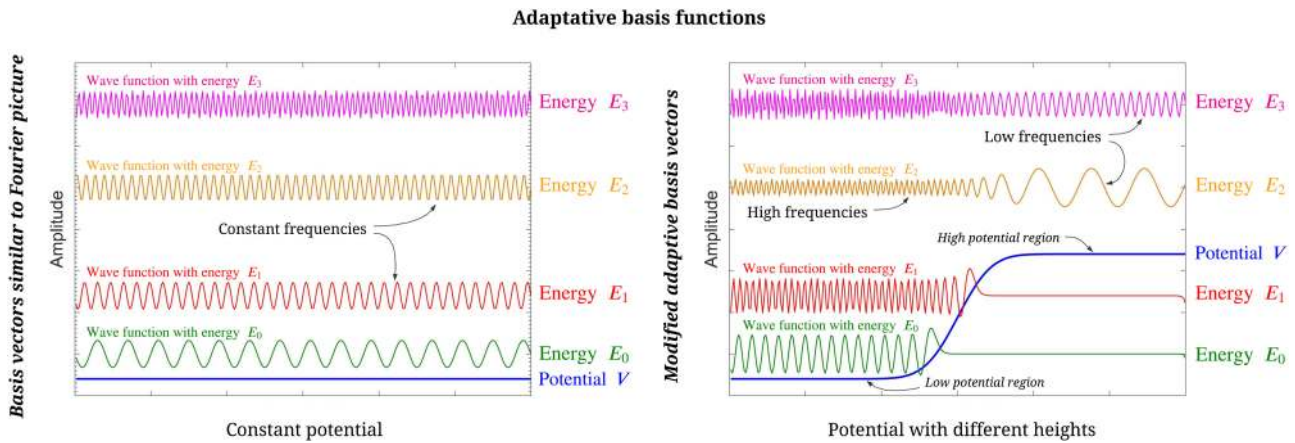 Adaptative basis functions
Basis vectors similar to Fourier picture
Amplitude
Wave function with energy E₃
Energy E₃
Wave function with energy E₂
Energy E₂
Constant frequencies
Wave function with energy E₁
Energy E₁
Wave function with energy E₀
Energy E₀
Potential V
Constant potential
Modified adaptive basis vectors
Amplitude
Wave function with energy E₃
Energy E₃
Low frequencies
Wave function with energy E₂
Energy E₂
High frequencies
High potential region
Potential V
Wave function with energy E₁
Energy E₁
Wave function with energy E₀
Energy E₀
Low potential region
Potential with different heights